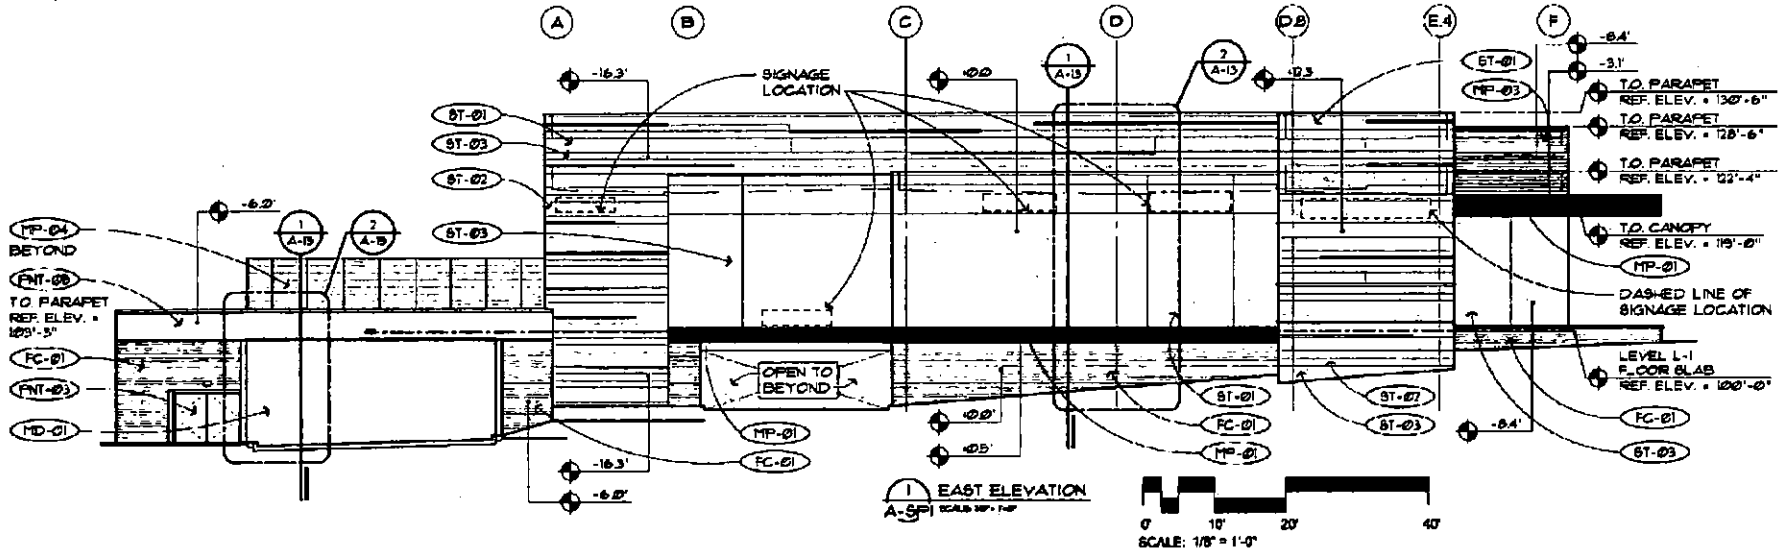 A
B
C
D
D.8
E.4
F
-8.4'
-3.1'
ST-01
MP-03
T.O. PARAPET
REF. ELEV. = 130'-6"
T.O. PARAPET
REF. ELEV. = 128'-6"
T.O. PARAPET
REF. ELEV. = 122'-4"
T.O. CANOPY
REF. ELEV. = 119'-0"
MP-01
DASHED LINE OF
SIGNAGE LOCATION
LEVEL L-1
FLOOR SLAB
REF. ELEV. = 100'-0"
FC-01
ST-03
-8.4'
-16.3'
SIGNAGE
LOCATION
1
A-13
2
A-13
ST-01
ST-03
ST-02
ST-03
-6.0'
1
A-13
2
A-13
MP-04
BEYOND
PNT-08
T.O. PARAPET
REF. ELEV. =
FC-01
PNT-03
MD-01
OPEN TO
BEYOND
MP-01
FC-01
-16.3'
-6.0'
ST-01
FC-01
MP-01
ST-02
ST-03
1
A-SP1
EAST ELEVATION
0'
10'
20'
40'
SCALE: 1/8" = 1'-0"